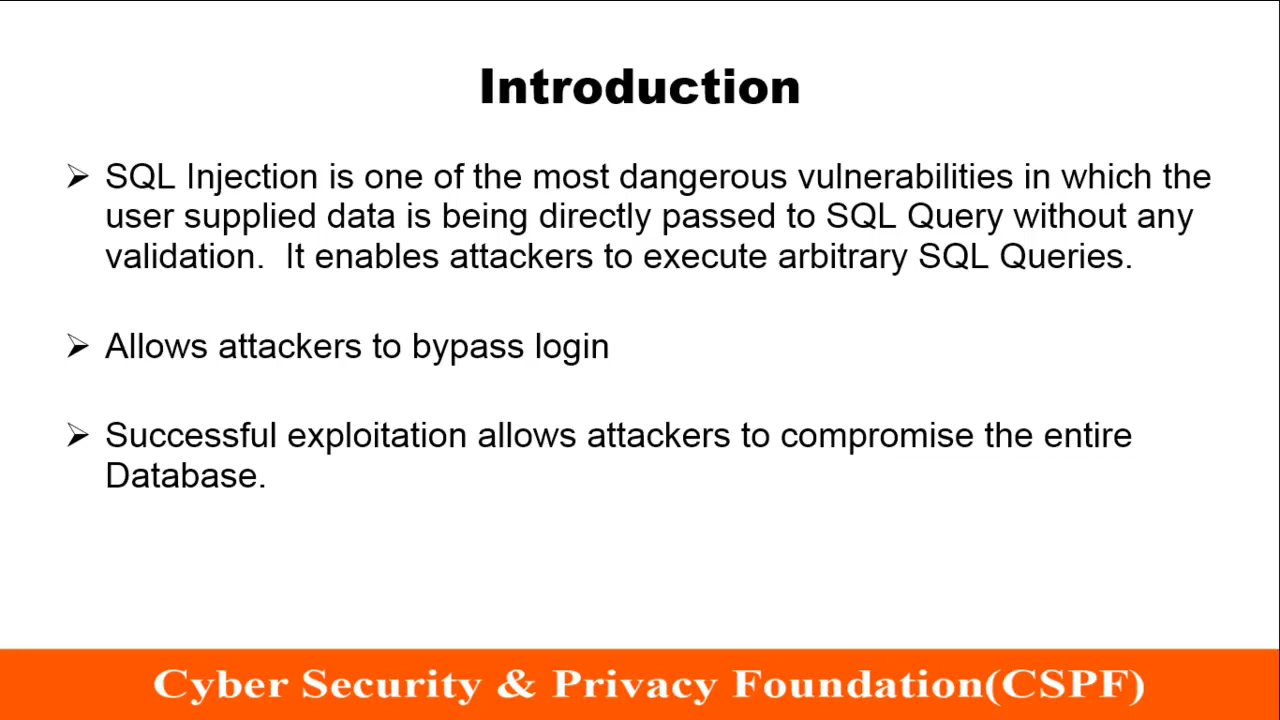 Introduction
➢ SQL Injection is one of the most dangerous vulnerabilities in which the
user supplied data is being directly passed to SQL Query without any
validation.  It enables attackers to execute arbitrary SQL Queries.
➢ Allows attackers to bypass login
➢ Successful exploitation allows attackers to compromise the entire
Database.
Cyber Security & Privacy Foundation(CSPF)